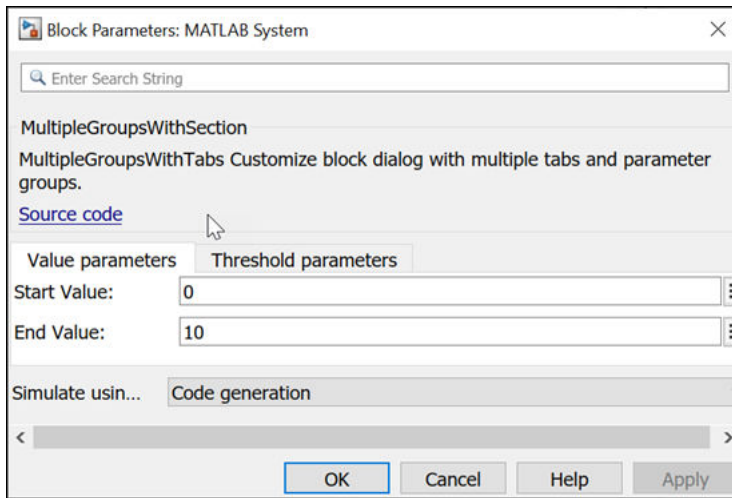 Block Parameters: MATLAB System
Enter Search String
MultipleGroupsWithSection
MultipleGroupsWithTabs Customize block dialog with multiple tabs and parameter
groups.
Source code
Value parameters Threshold parameters
Start Value: 0
End Value: 10
Simulate usin... Code generation
OK Cancel Help Apply